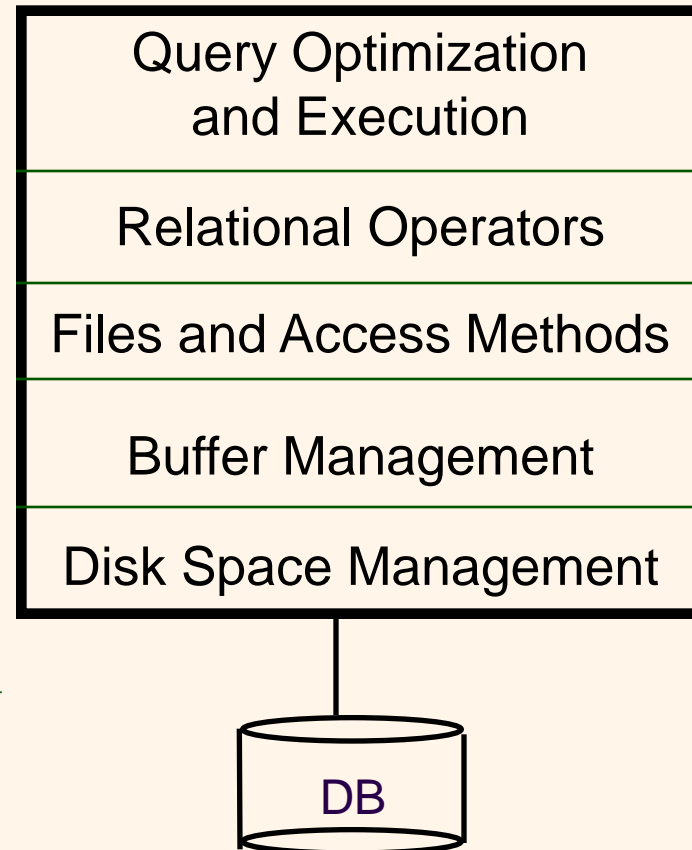 Query Optimization
and Execution
Relational Operators
Files and Access Methods
Buffer Management
Disk Space Management
DB